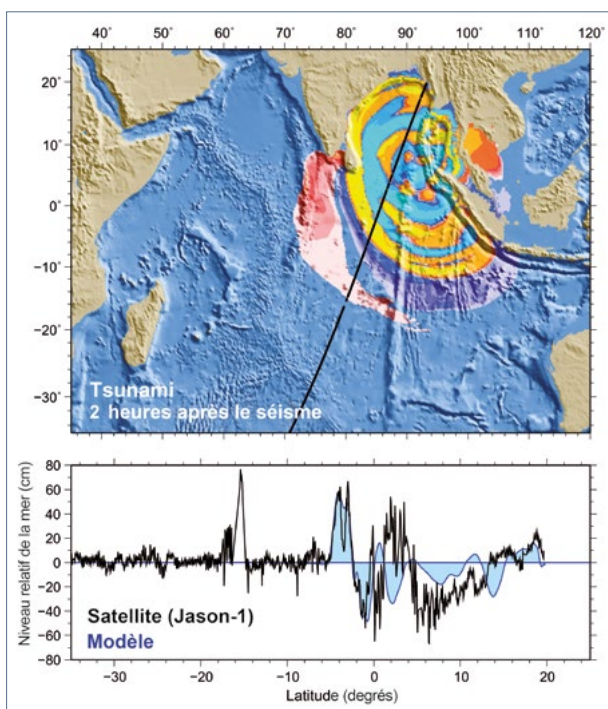 40° 50° 60° 70° 80° 90° 100° 110° 120°
20°
10°
0°
−10°
−20°
−30°
Tsunami
2 heures après le séisme
Niveau relatif de la mer (cm)
80
60
40
20
0
−20
−40
−60
−80
Satellite (Jason-1)
Modèle
−30 −20 −10 0 10 20
Latitude (degrés)